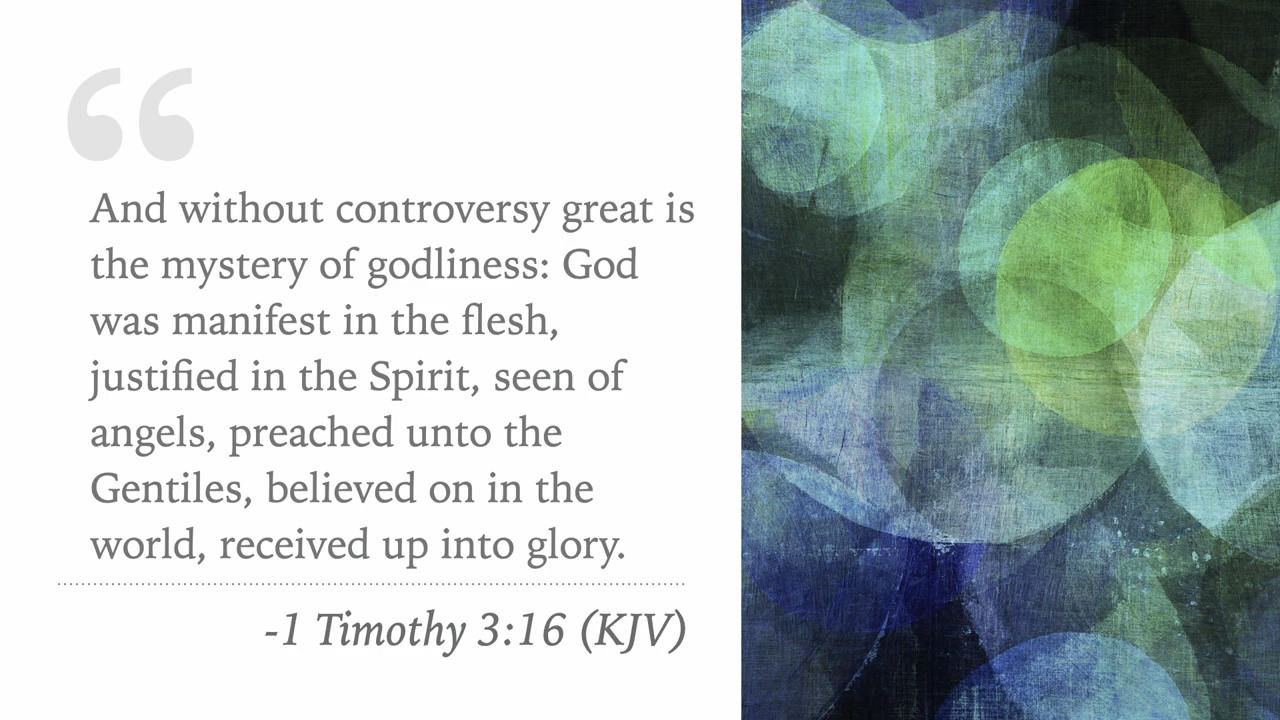 “
And without controversy great is
the mystery of godliness: God
was manifest in the flesh,
justified in the Spirit, seen of
angels, preached unto the
Gentiles, believed on in the
world, received up into glory.
-1 Timothy 3:16 (KJV)